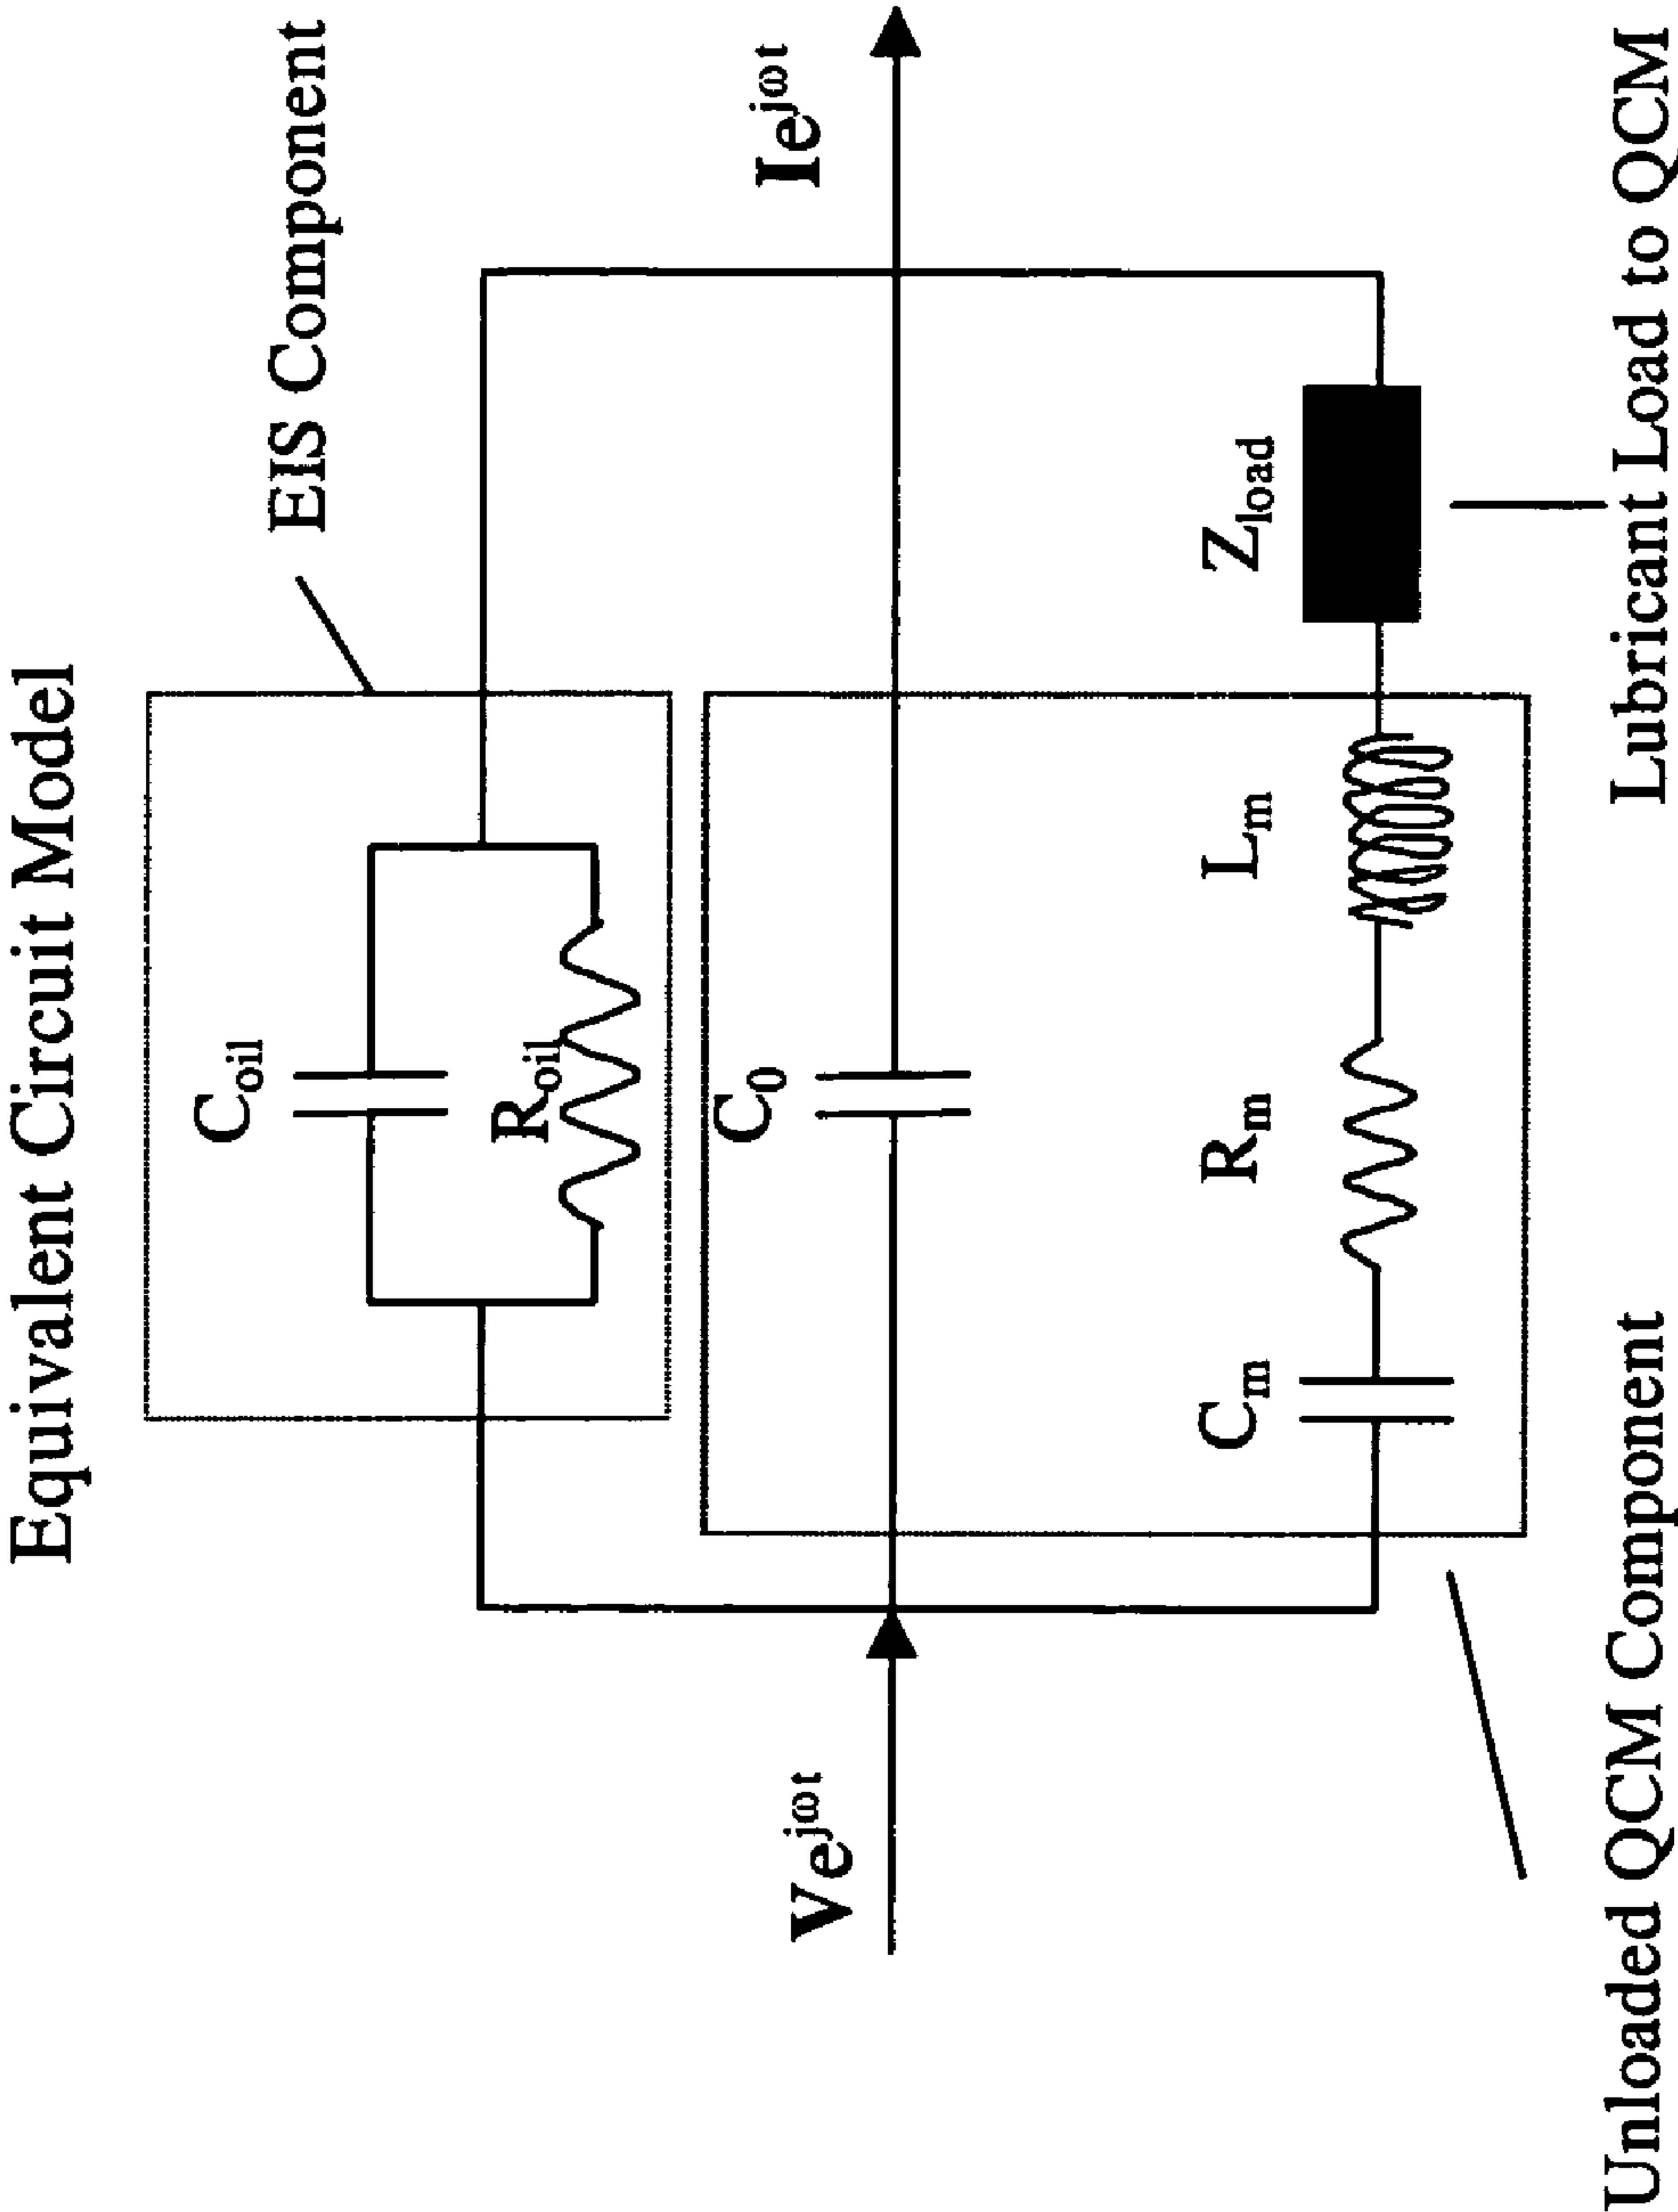 Equivalent Circuit Model
EIS Component
C_oil
R_oil
C_0
Ve^jωt
Ie^jωt
C_m
R_m
L_m
Z_load
Unloaded QCM Component
Lubricant Load to QCM